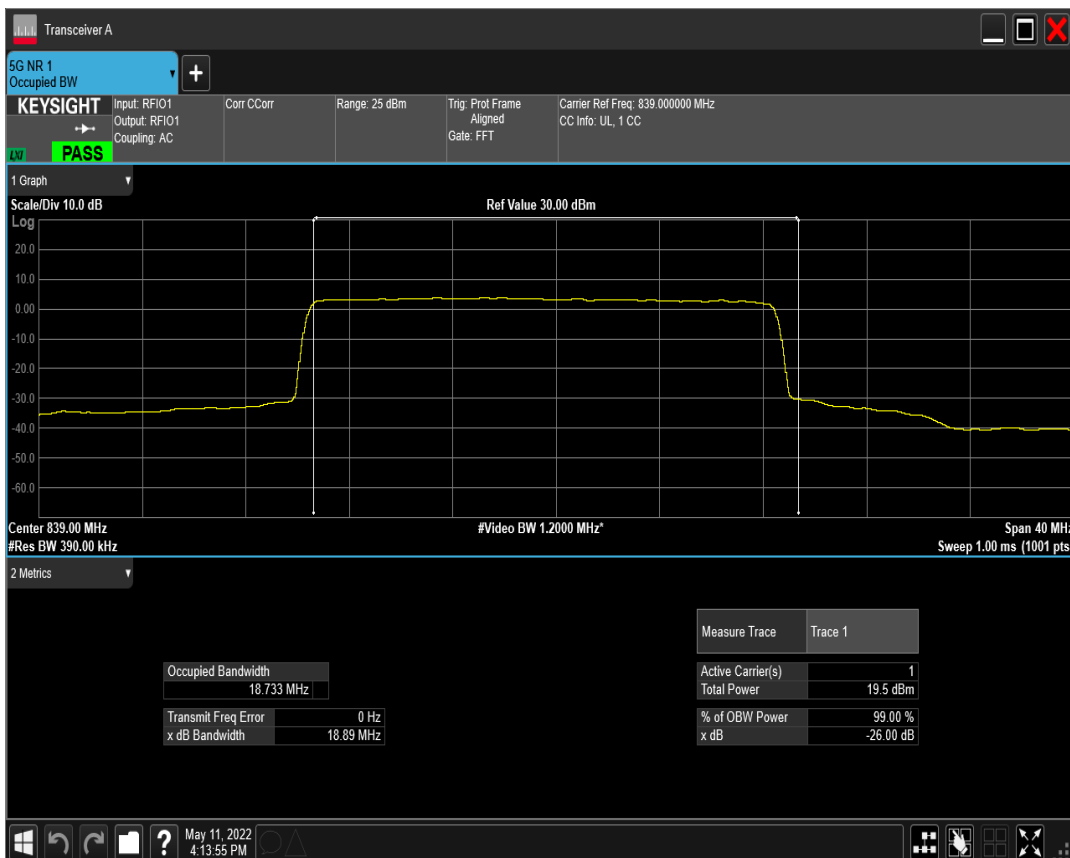 Transceiver A
5G NR 1
Occupied BW
KEYSIGHT
LXI
PASS
Input: RFIO1
Output: RFIO1
Coupling: AC
Corr CCorr
Range: 25 dBm
Trig: Prot Frame
Aligned
Gate: FFT
Carrier Ref Freq: 839.000000 MHz
CC Info: UL, 1 CC
1 Graph
Scale/Div 10.0 dB
Ref Value 30.00 dBm
Log
20.0
10.0
0.00
-10.0
-20.0
-30.0
-40.0
-50.0
-60.0
Center 839.00 MHz
#Video BW 1.2000 MHz*
Span 40 MHz
#Res BW 390.00 kHz
Sweep 1.00 ms (1001 pts
2 Metrics
Measure Trace Trace 1
Occupied Bandwidth
18.733 MHz
Active Carrier(s) 1
Total Power 19.5 dBm
Transmit Freq Error 0 Hz
x dB Bandwidth 18.89 MHz
% of OBW Power 99.00 %
x dB -26.00 dB
?
May 11, 2022
4:13:55 PM